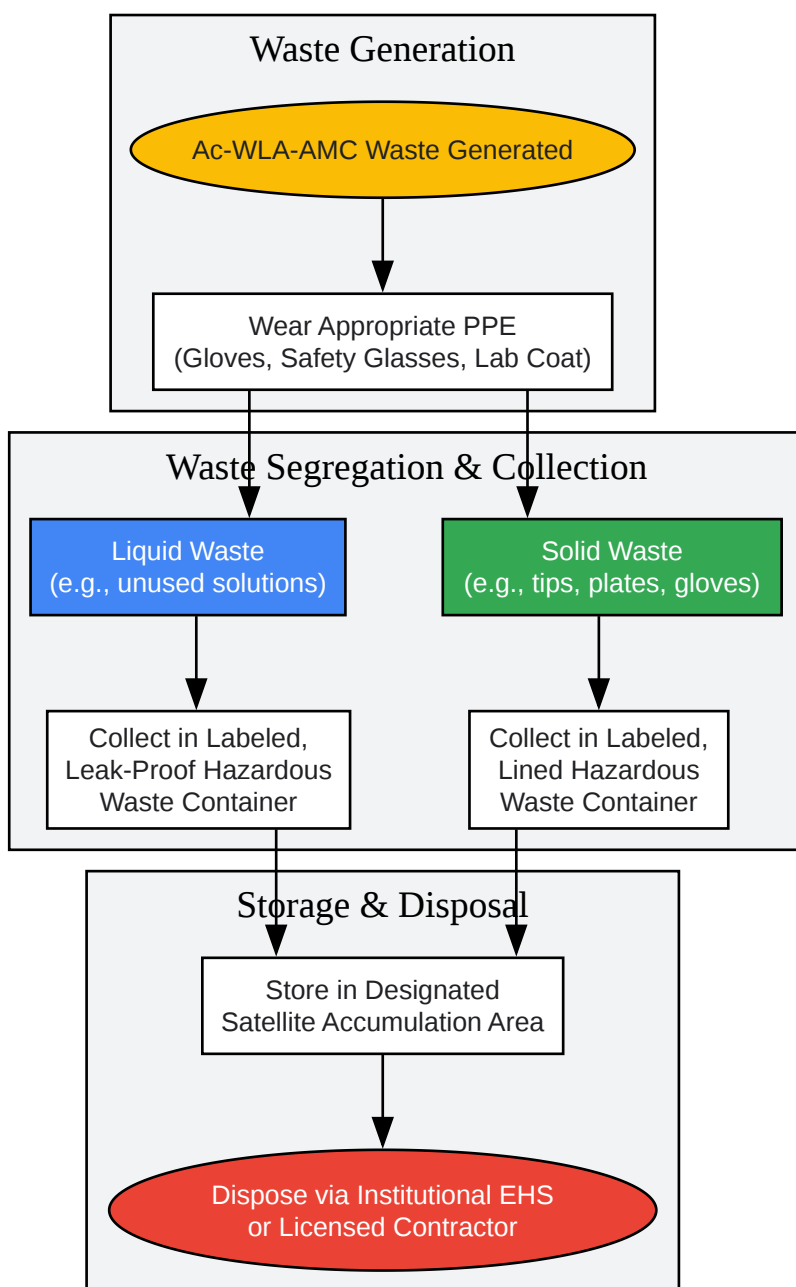 Waste Generation
Ac-WLA-AMC Waste Generated
Wear Appropriate PPE
(Gloves, Safety Glasses, Lab Coat)
Waste Segregation & Collection
Liquid Waste
(e.g., unused solutions)
Solid Waste
(e.g., tips, plates, gloves)
Collect in Labeled,
Leak-Proof Hazardous
Waste Container
Collect in Labeled,
Lined Hazardous
Waste Container
Storage & Disposal
Store in Designated
Satellite Accumulation Area
Dispose via Institutional EHS
or Licensed Contractor